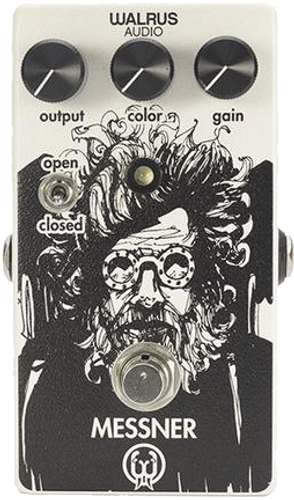 WALRUS
AUDIO
output color gain
open
closed
MESSNER